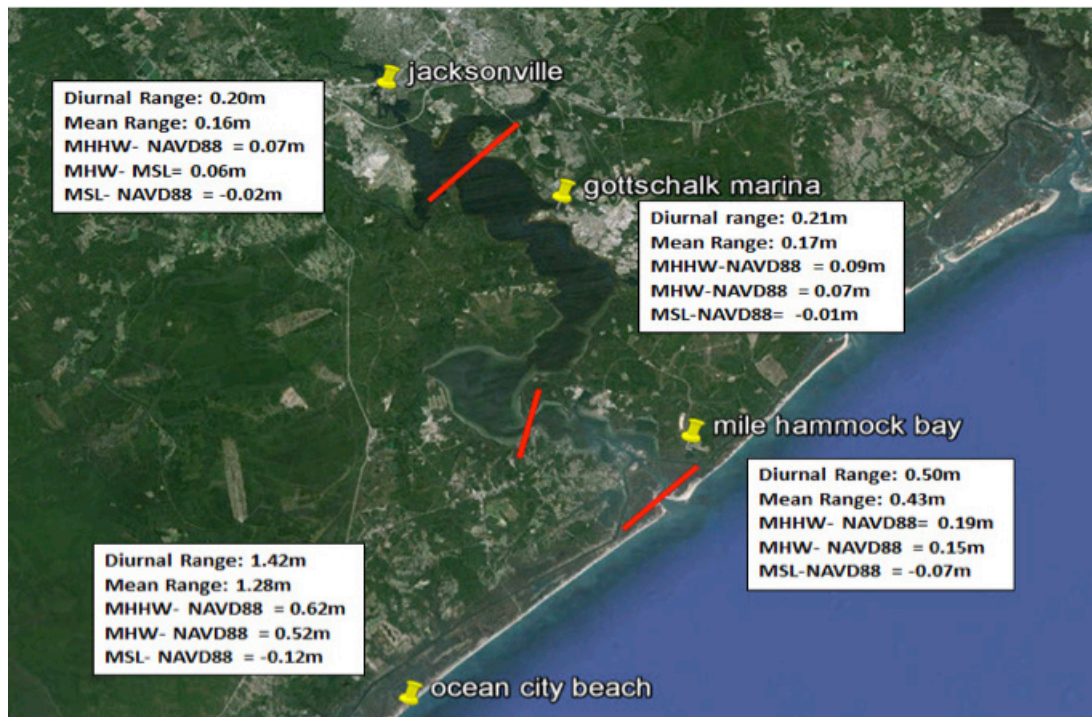 jacksonville
Diurnal Range: 0.20m
Mean Range: 0.16m
MHHW- NAVD88 = 0.07m
MHW- MSL= 0.06m
MSL- NAVD88 = -0.02m
gottschalk marina
Diurnal range: 0.21m
Mean Range: 0.17m
MHHW-NAVD88 = 0.09m
MHW-NAVD88 = 0.07m
MSL-NAVD88= -0.01m
mile hammock bay
Diurnal Range: 0.50m
Mean Range: 0.43m
MHHW- NAVD88= 0.19m
MHW- NAVD88 = 0.15m
MSL-NAVD88 = -0.07m
Diurnal Range: 1.42m
Mean Range: 1.28m
MHHW- NAVD88 = 0.62m
MHW- NAVD88 = 0.52m
MSL- NAVD88 = -0.12m
ocean city beach